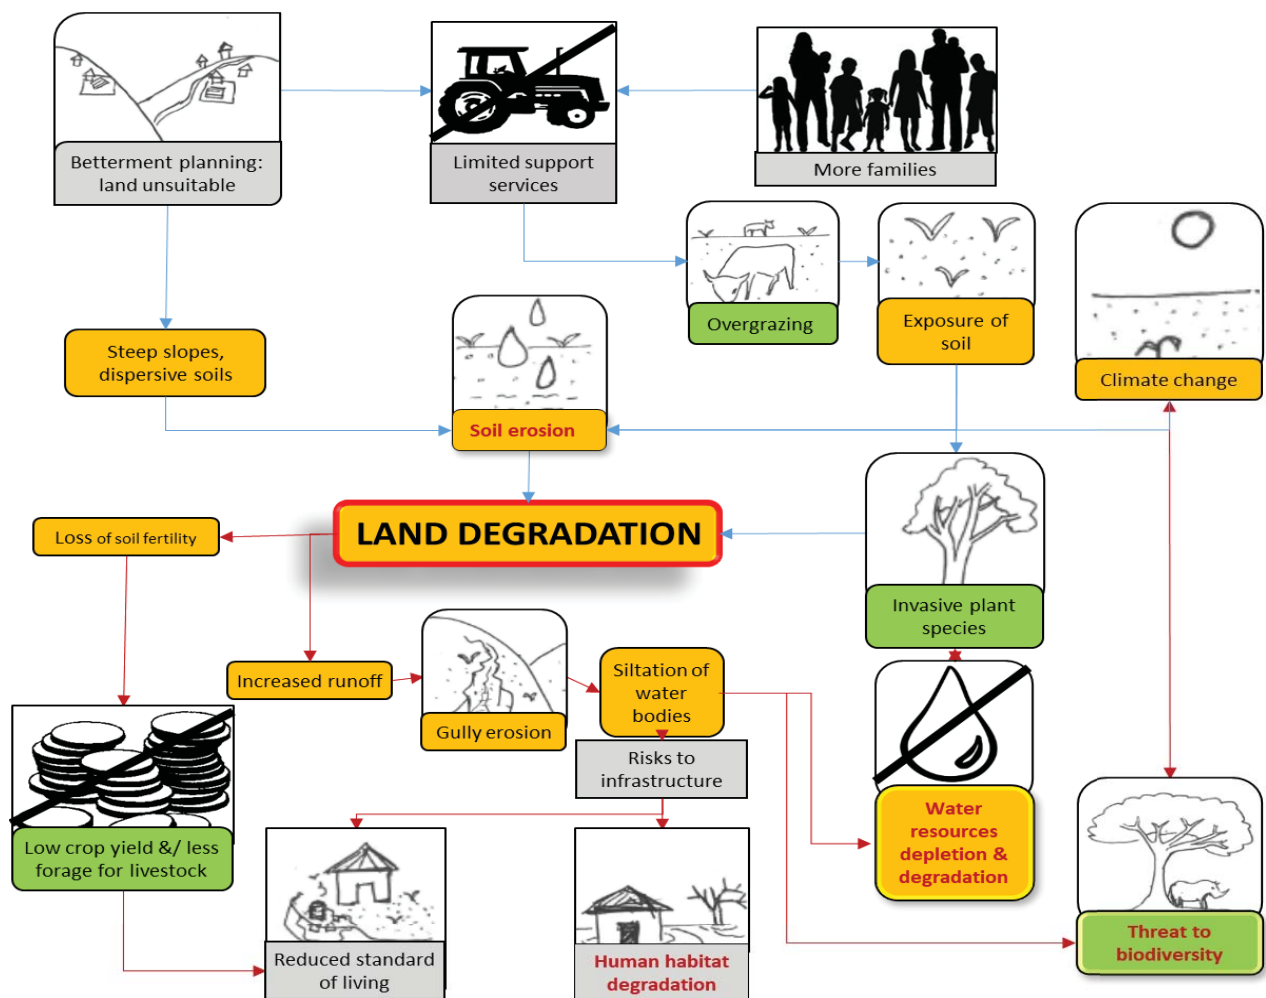 Betterment planning:
land unsuitable
Limited support
services
More families
Overgrazing
Exposure of
soil
Climate change
Steep slopes,
dispersive soils
Soil erosion
LAND DEGRADATION
Loss of soil fertility
Invasive plant
species
Increased runoff
Gully erosion
Siltation of
water
bodies
Risks to
infrastructure
Water
resources
depletion &
degradation
Low crop yield &/ less
forage for livestock
Reduced standard
of living
Human habitat
degradation
Threat to
biodiversity